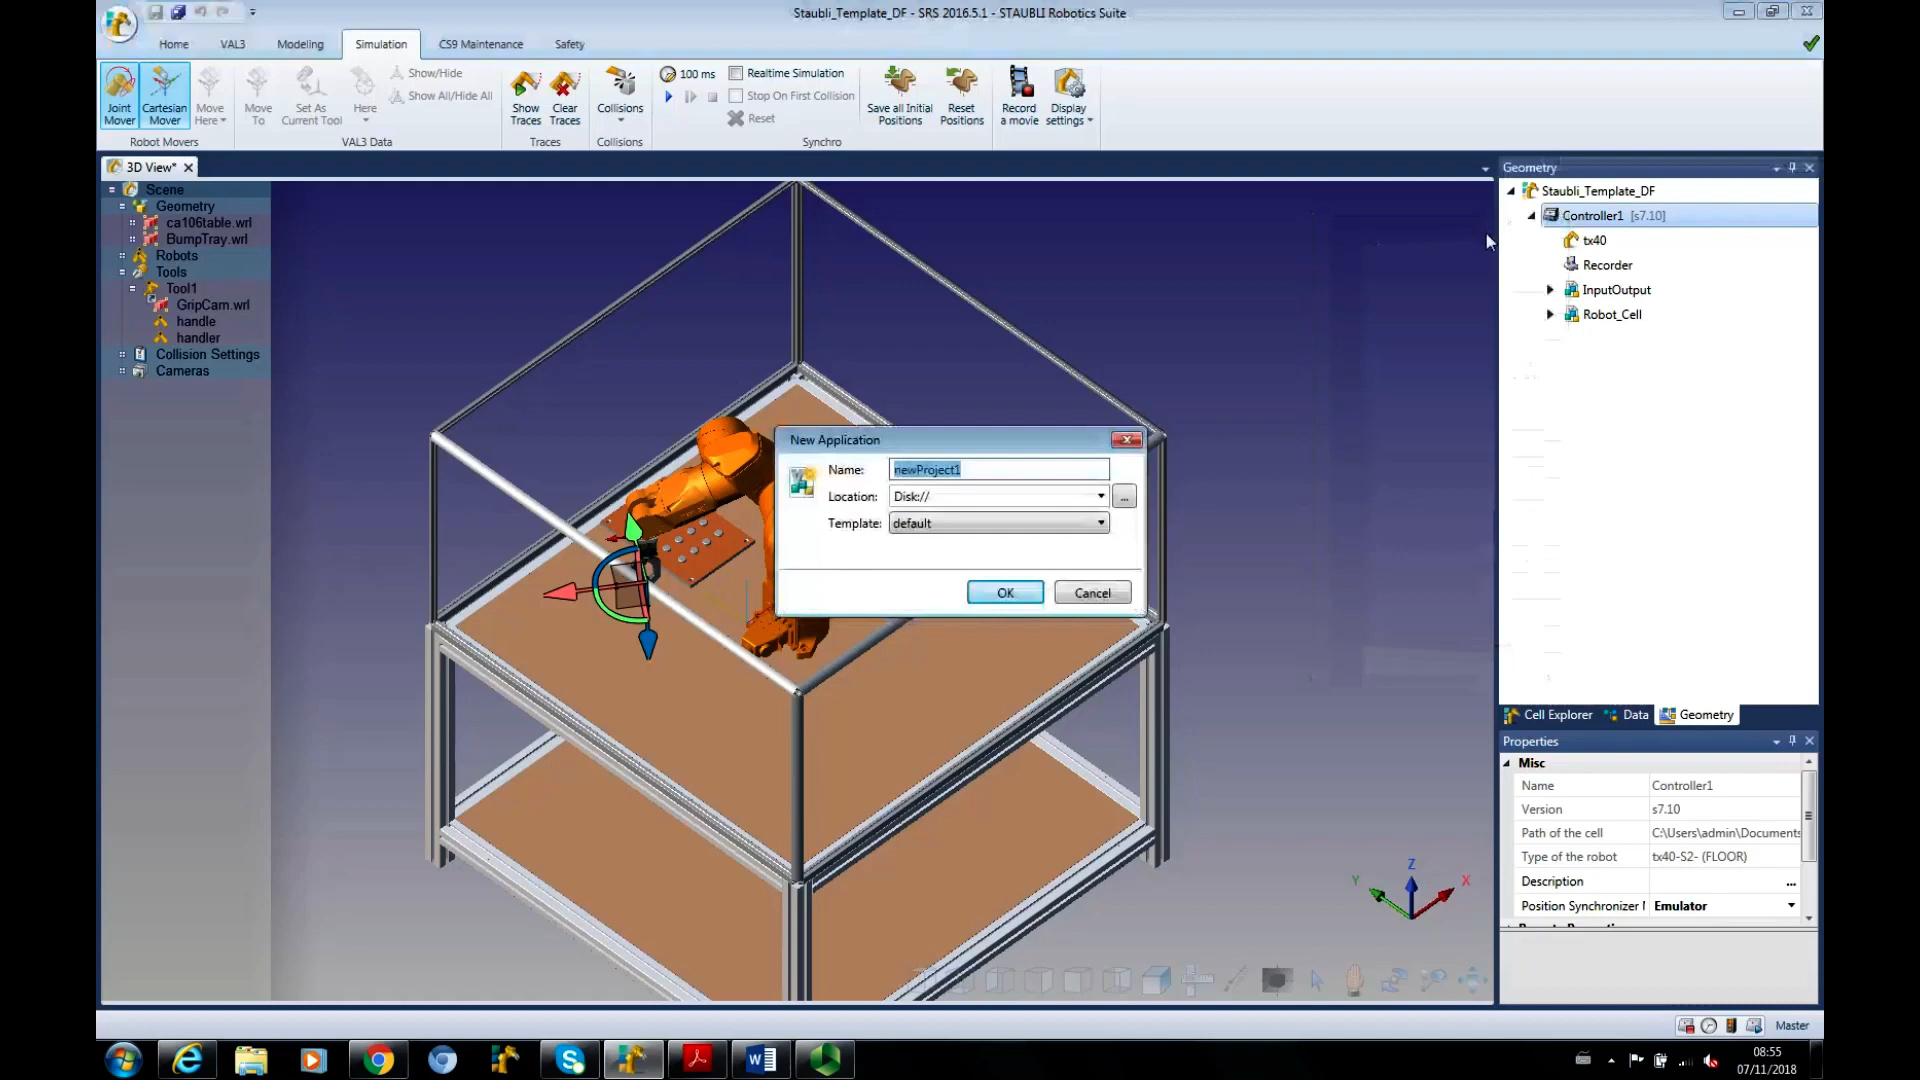 Staubli_Template_DF - SRS 2016.5.1 - STAUBLI Robotics Suite
Home VAL3 Modeling Simulation CS9 Maintenance Safety
Joint Mover
Cartesian Mover
Move Here
Robot Movers
Move To
Set As Current Tool
Here
Show/Hide
Show All/Hide All
VAL3 Data
Show Traces
Clear Traces
Traces
Collisions
Collisions
100 ms
Realtime Simulation
Stop On First Collision
Reset
Save all Initial Positions
Reset Positions
Synchro
Record a movie
Display settings
3D View*
Scene
Geometry
ca106table.wrl
BumpTray.wrl
Robots
Tools
Tool1
GripCam.wrl
handle
handler
Collision Settings
Cameras
New Application
Name: newProject1
Location: Disk:// ...
Template: default
OK Cancel
Z
Y
X
Geometry
Staubli_Template_DF
Controller1 [s7.10]
tx40
Recorder
InputOutput
Robot_Cell
Cell Explorer Data Geometry
Properties
Misc
Name Controller1
Version s7.10
Path of the cell C:\Users\admin\Documents
Type of the robot tx40-S2- (FLOOR)
Description ...
Position Synchronizer Emulator
Master
08:55
07/11/2018